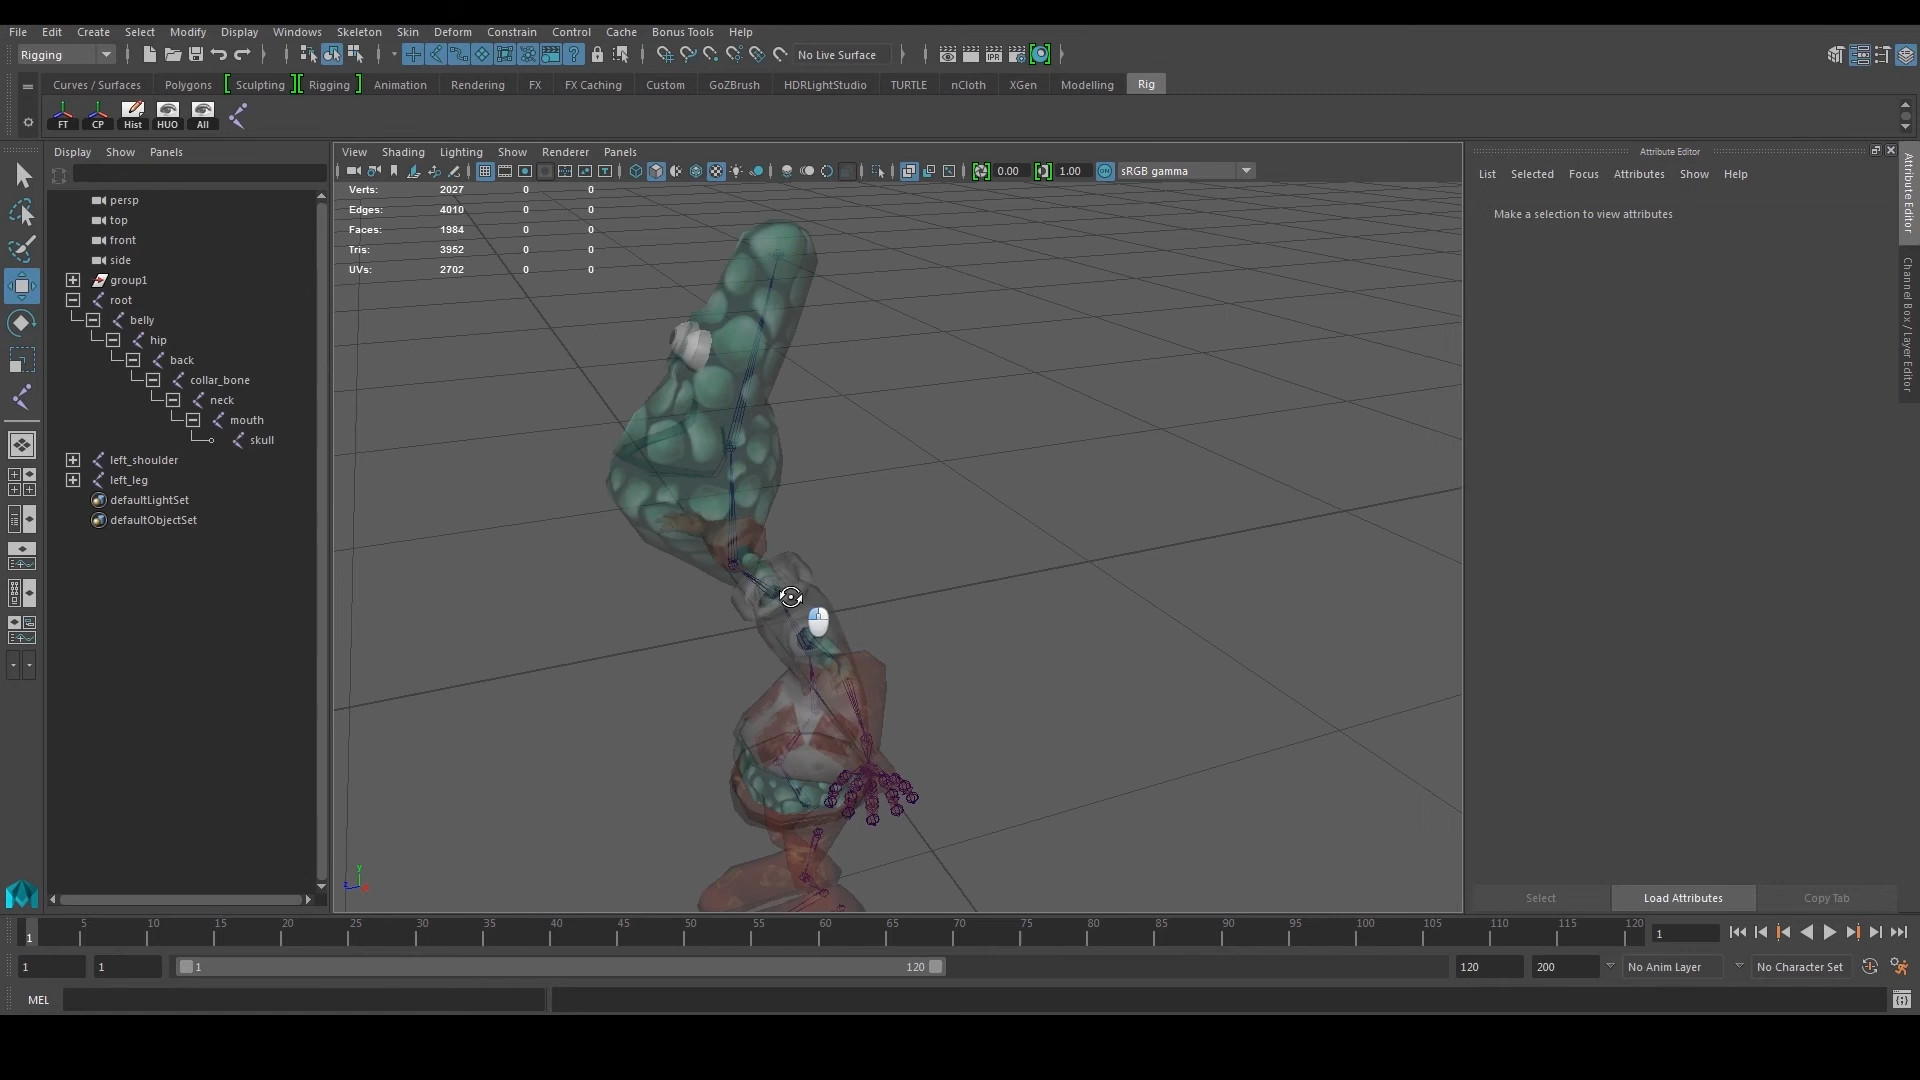 File Edit Create Select Modify Display Windows Skeleton Skin Deform Constrain Control Cache Bonus Tools Help
Rigging No Live Surface IPR
Curves / Surfaces Polygons Sculpting Rigging Animation Rendering FX FX Caching Custom GoZBrush HDRLightStudio TURTLE nCloth XGen Modelling Rig
FT CP Hist HUO All
Display Show Panels
View Shading Lighting Show Renderer Panels
0.00 1.00 ON sRGB gamma
Attribute Editor
List Selected Focus Attributes Show Help
Make a selection to view attributes
Attribute Editor
Channel Box / Layer Editor
Verts: 2027 0 0
Edges: 4010 0 0
Faces: 1984 0 0
Tris: 3952 0 0
UVs: 2702 0 0
persp
top
front
side
group1
root
belly
hip
back
collar_bone
neck
mouth
skull
left_shoulder
left_leg
defaultLightSet
defaultObjectSet
y
z x
Select Load Attributes Copy Tab
1 5 10 15 20 25 30 35 40 45 50 55 60 65 70 75 80 85 90 95 100 105 110 115 120 1
1 1 1 120 120 200 No Anim Layer No Character Set
MEL